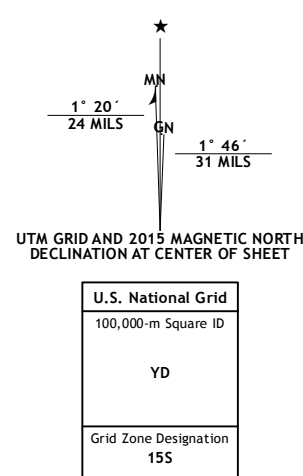 ★
MN
1° 20´
24 MILS
GN
1° 46´
31 MILS
UTM GRID AND 2015 MAGNETIC NORTH
DECLINATION AT CENTER OF SHEET
U.S. National Grid
100,000-m Square ID
YD
Grid Zone Designation
15S